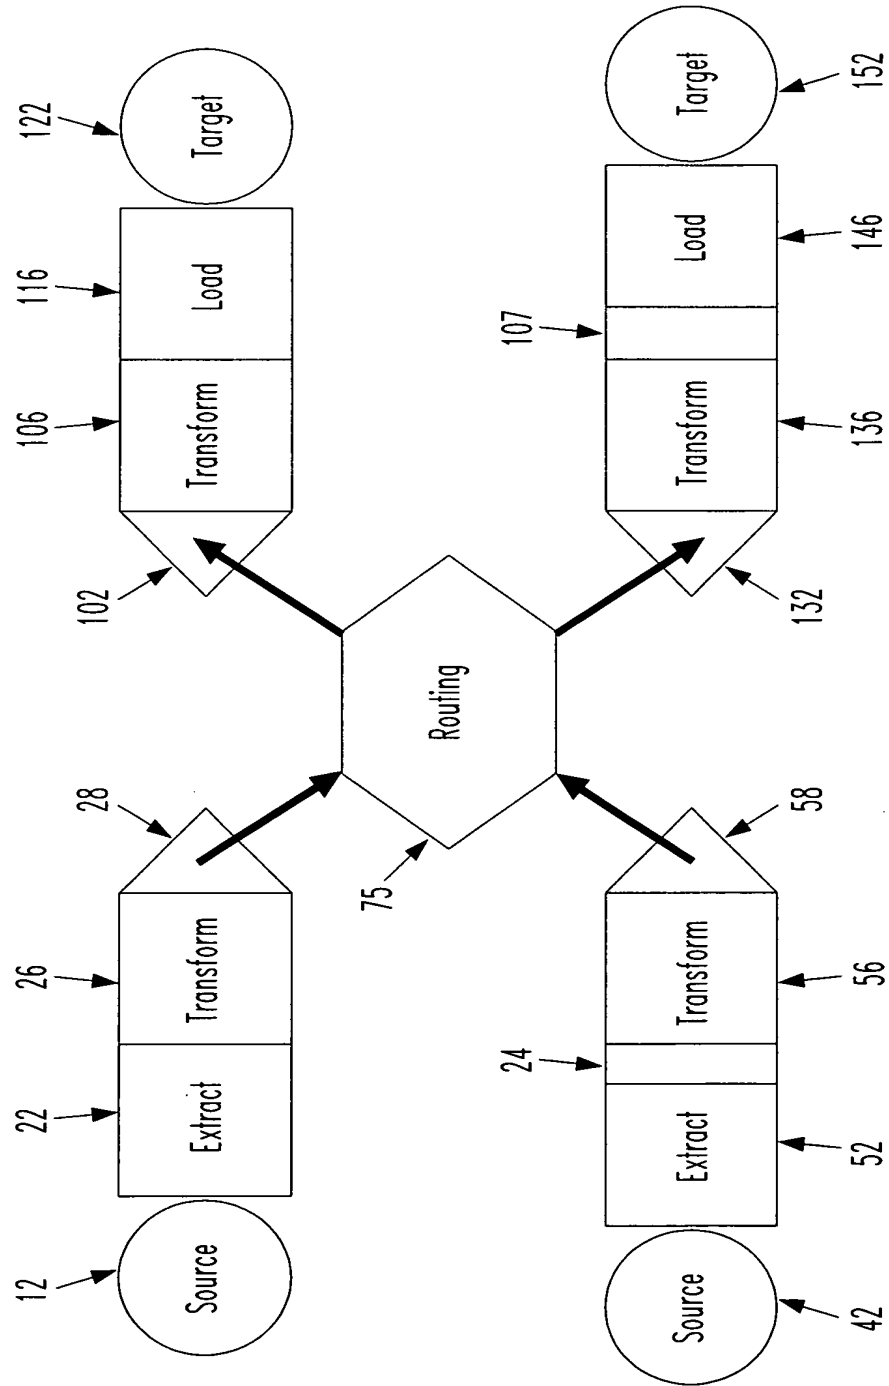 12
22
26
28
102
106
116
122
Source
Extract
Transform
Transform
Load
Target
75
Routing
24
107
Source
Extract
Transform
Transform
Load
Target
42
52
56
58
132
136
146
152